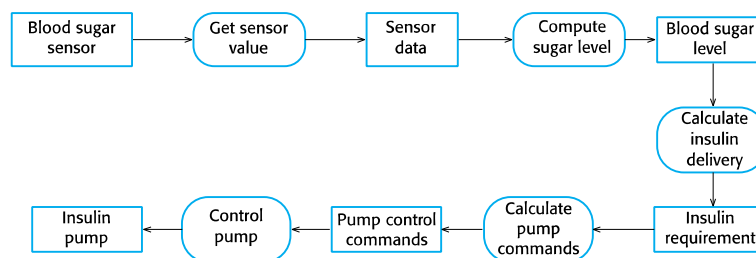 Blood sugar
sensor
Get sensor
value
Sensor
data
Compute
sugar level
Blood sugar
level
Calculate
insulin
delivery
Insulin
pump
Control
pump
Pump control
commands
Calculate
pump
commands
Insulin
requirement